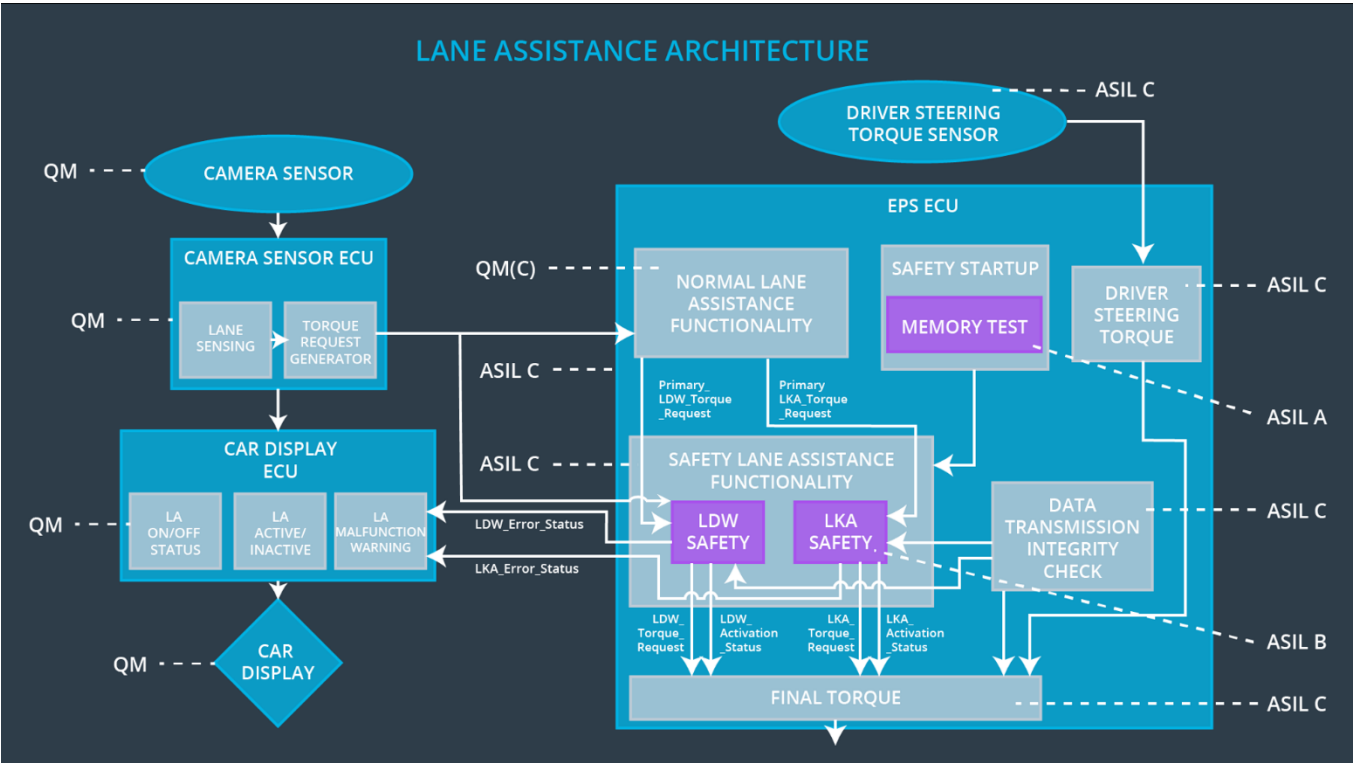 LANE ASSISTANCE ARCHITECTURE
ASIL C
DRIVER STEERING
TORQUE SENSOR
QM
CAMERA SENSOR
EPS ECU
CAMERA SENSOR ECU
QM
LANE
SENSING
TORQUE
REQUEST
GENERATOR
QM(C)
NORMAL LANE
ASSISTANCE
FUNCTIONALITY
SAFETY STARTUP
MEMORY TEST
DRIVER
STEERING
TORQUE
ASIL C
ASIL C
ASIL A
Primary_
LDW_Torque
_Request
Primary
LKA_Torque
_Request
CAR DISPLAY
ECU
QM
LA
ON/OFF
STATUS
LA
ACTIVE/
INACTIVE
LA
MALFUNCTION
WARNING
ASIL C
SAFETY LANE ASSISTANCE
FUNCTIONALITY
LDW
SAFETY
LKA
SAFETY
DATA
TRANSMISSION
INTEGRITY
CHECK
ASIL C
LDW_Error_Status
LKA_Error_Status
LDW_
Torque_
Request
LDW_
Activation
_Status
LKA_
Torque_
Request
LKA_
Activation
_Status
ASIL B
QM
CAR
DISPLAY
FINAL TORQUE
ASIL C